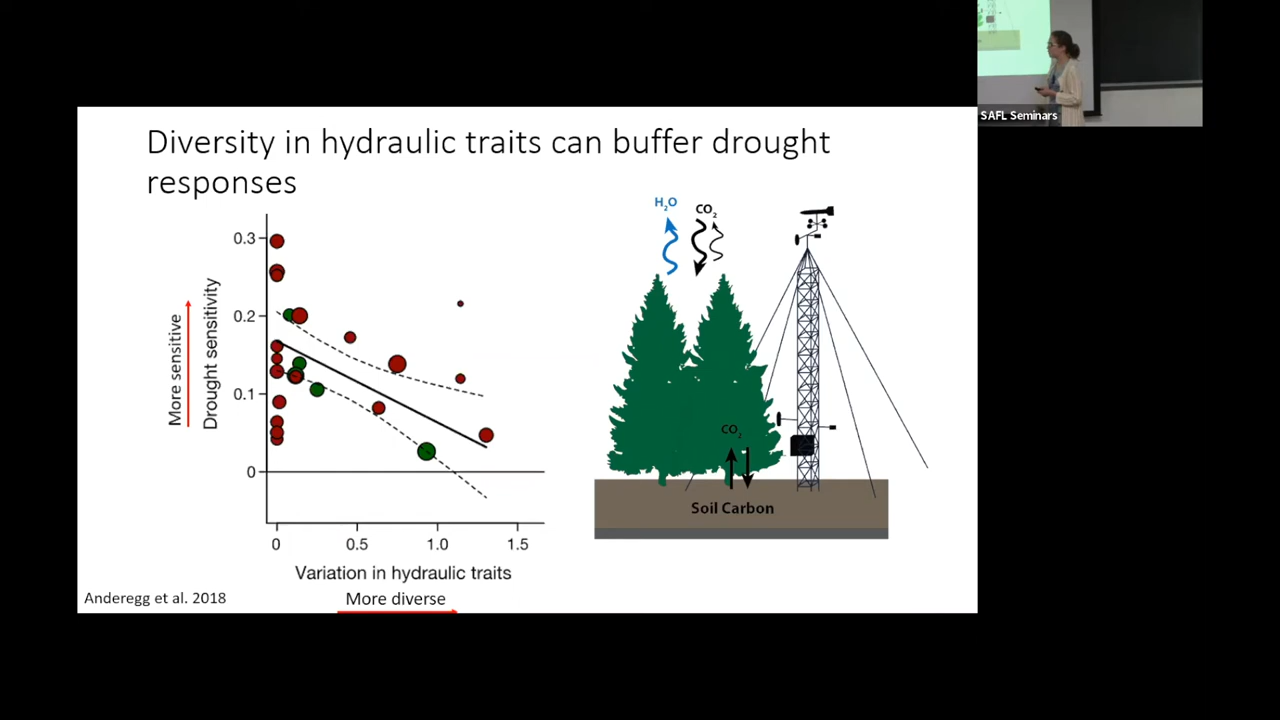 SAFL Seminars
Diversity in hydraulic traits can buffer drought
responses
More sensitive
Drought sensitivity
0.3
0.2
0.1
0
0
0.5
1.0
1.5
Variation in hydraulic traits
More diverse
Anderegg et al. 2018
H₂O
CO₂
CO₂
Soil Carbon